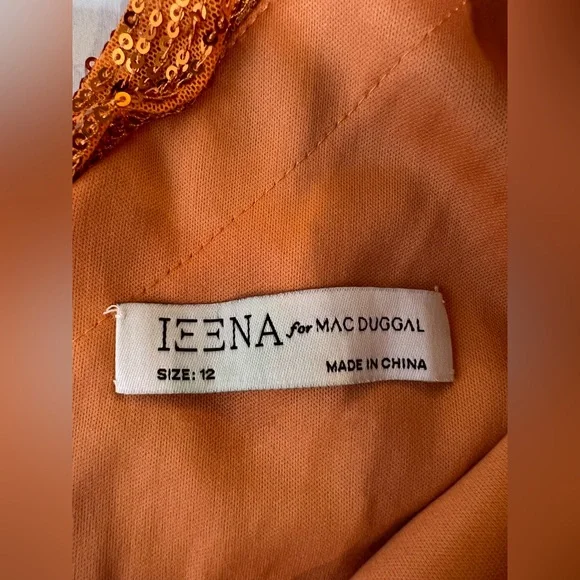 IEENA for MAC DUGGAL
SIZE: 12 MADE IN CHINA